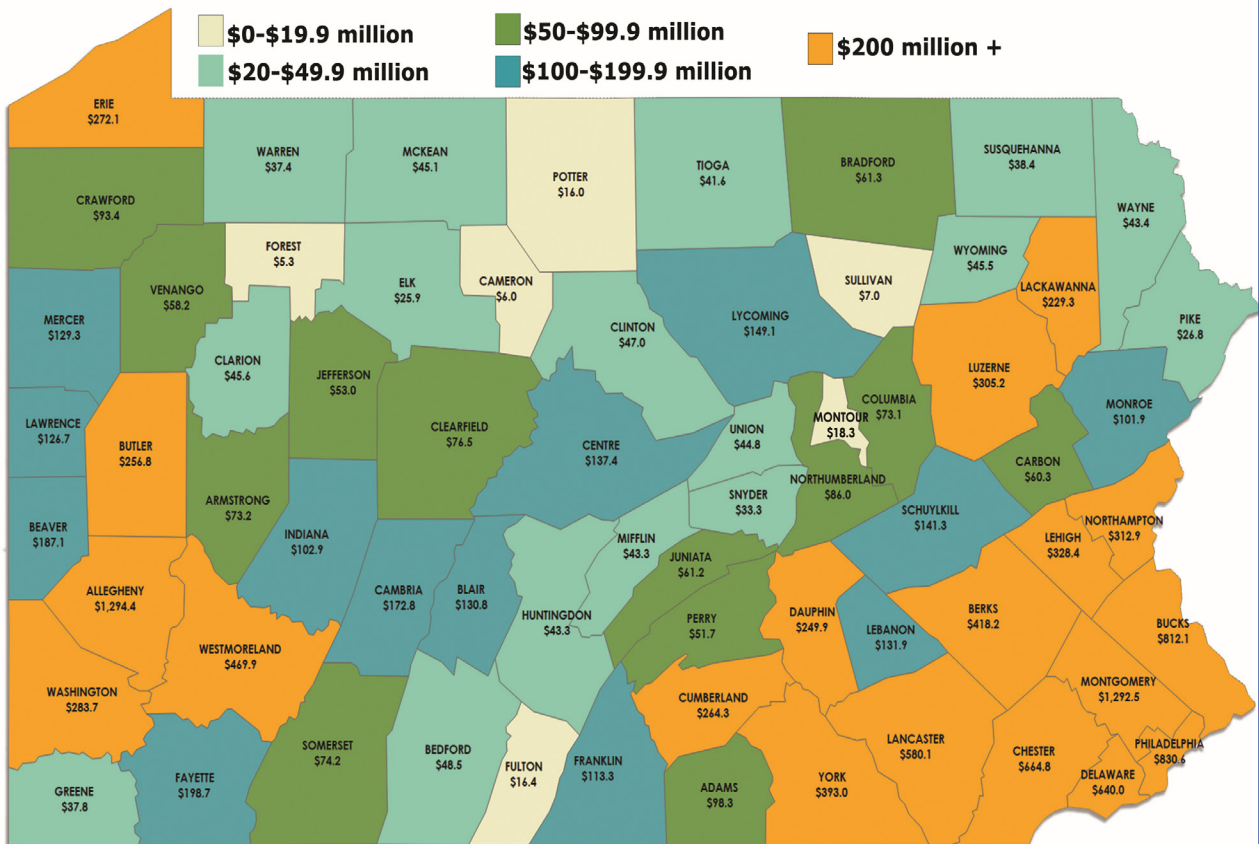 $0-$19.9 million
$20-$49.9 million
$50-$99.9 million
$100-$199.9 million
$200 million +
ERIE
$272.1
WARREN
$37.4
MCKEAN
$45.1
POTTER
$16.0
TIOGA
$41.6
BRADFORD
$61.3
SUSQUEHANNA
$38.4
WAYNE
$43.4
CRAWFORD
$93.4
FOREST
$5.3
ELK
$25.9
CAMERON
$6.0
SULLIVAN
$7.0
WYOMING
$45.5
LACKAWANNA
$229.3
PIKE
$26.8
VENANGO
$58.2
MERCER
$129.3
CLARION
$45.6
JEFFERSON
$53.0
CLINTON
$47.0
LYCOMING
$149.1
LUZERNE
$305.2
MONROE
$101.9
LAWRENCE
$126.7
BUTLER
$256.8
CLEARFIELD
$76.5
CENTRE
$137.4
UNION
$44.8
MONTOUR
$18.3
COLUMBIA
$73.1
CARBON
$60.3
ARMSTRONG
$73.2
SNYDER
$33.3
NORTHUMBERLAND
$86.0
SCHUYLKILL
$141.3
NORTHAMPTON
$312.9
LEHIGH
$328.4
BEAVER
$187.1
INDIANA
$102.9
MIFFLIN
$43.3
JUNIATA
$61.2
ALLEGHENY
$1,294.4
CAMBRIA
$172.8
BLAIR
$130.8
HUNTINGDON
$43.3
PERRY
$51.7
DAUPHIN
$249.9
LEBANON
$131.9
BERKS
$418.2
BUCKS
$812.1
WESTMORELAND
$469.9
WASHINGTON
$283.7
CUMBERLAND
$264.3
MONTGOMERY
$1,292.5
SOMERSET
$74.2
BEDFORD
$48.5
FULTON
$16.4
FRANKLIN
$113.3
LANCASTER
$580.1
CHESTER
$664.8
PHILADELPHIA
$830.6
GREENE
$37.8
FAYETTE
$198.7
ADAMS
$98.3
YORK
$393.0
DELAWARE
$640.0